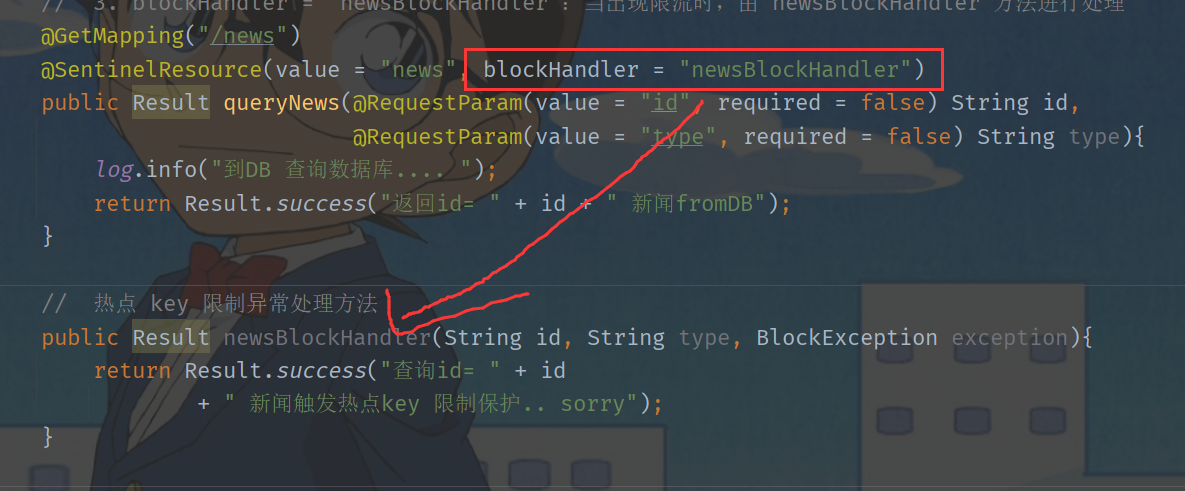 // 3. blockHandler = "newsBlockHandler": 当出现限流时, 由 newsBlockHandler 方法进行处理
@GetMapping("/news")
@SentinelResource(value = "news", blockHandler = "newsBlockHandler")
public Result queryNews(@RequestParam(value = "id", required = false) String id,
@RequestParam(value = "type", required = false) String type){
log.info("到DB 查询数据库.... ");
return Result.success("返回id= " + id + " 新闻fromDB");
}
// 热点 key 限制异常处理方法
public Result newsBlockHandler(String id, String type, BlockException exception){
return Result.success("查询id= " + id
+ " 新闻触发热点key 限制保护.. sorry");
}